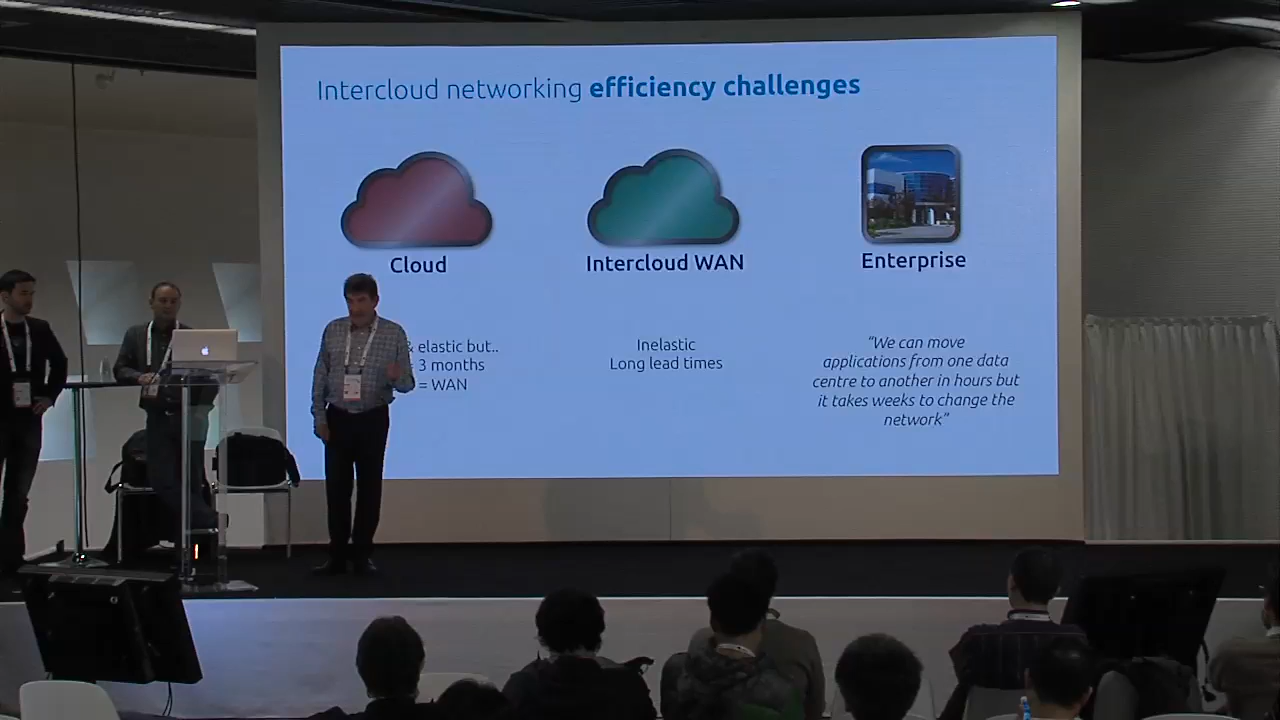 Intercloud networking efficiency challenges
Cloud
Intercloud WAN
Enterprise
& elastic but..
3 months
= WAN
Inelastic
Long lead times
"We can move
applications from one data
centre to another in hours but
it takes weeks to change the
network"